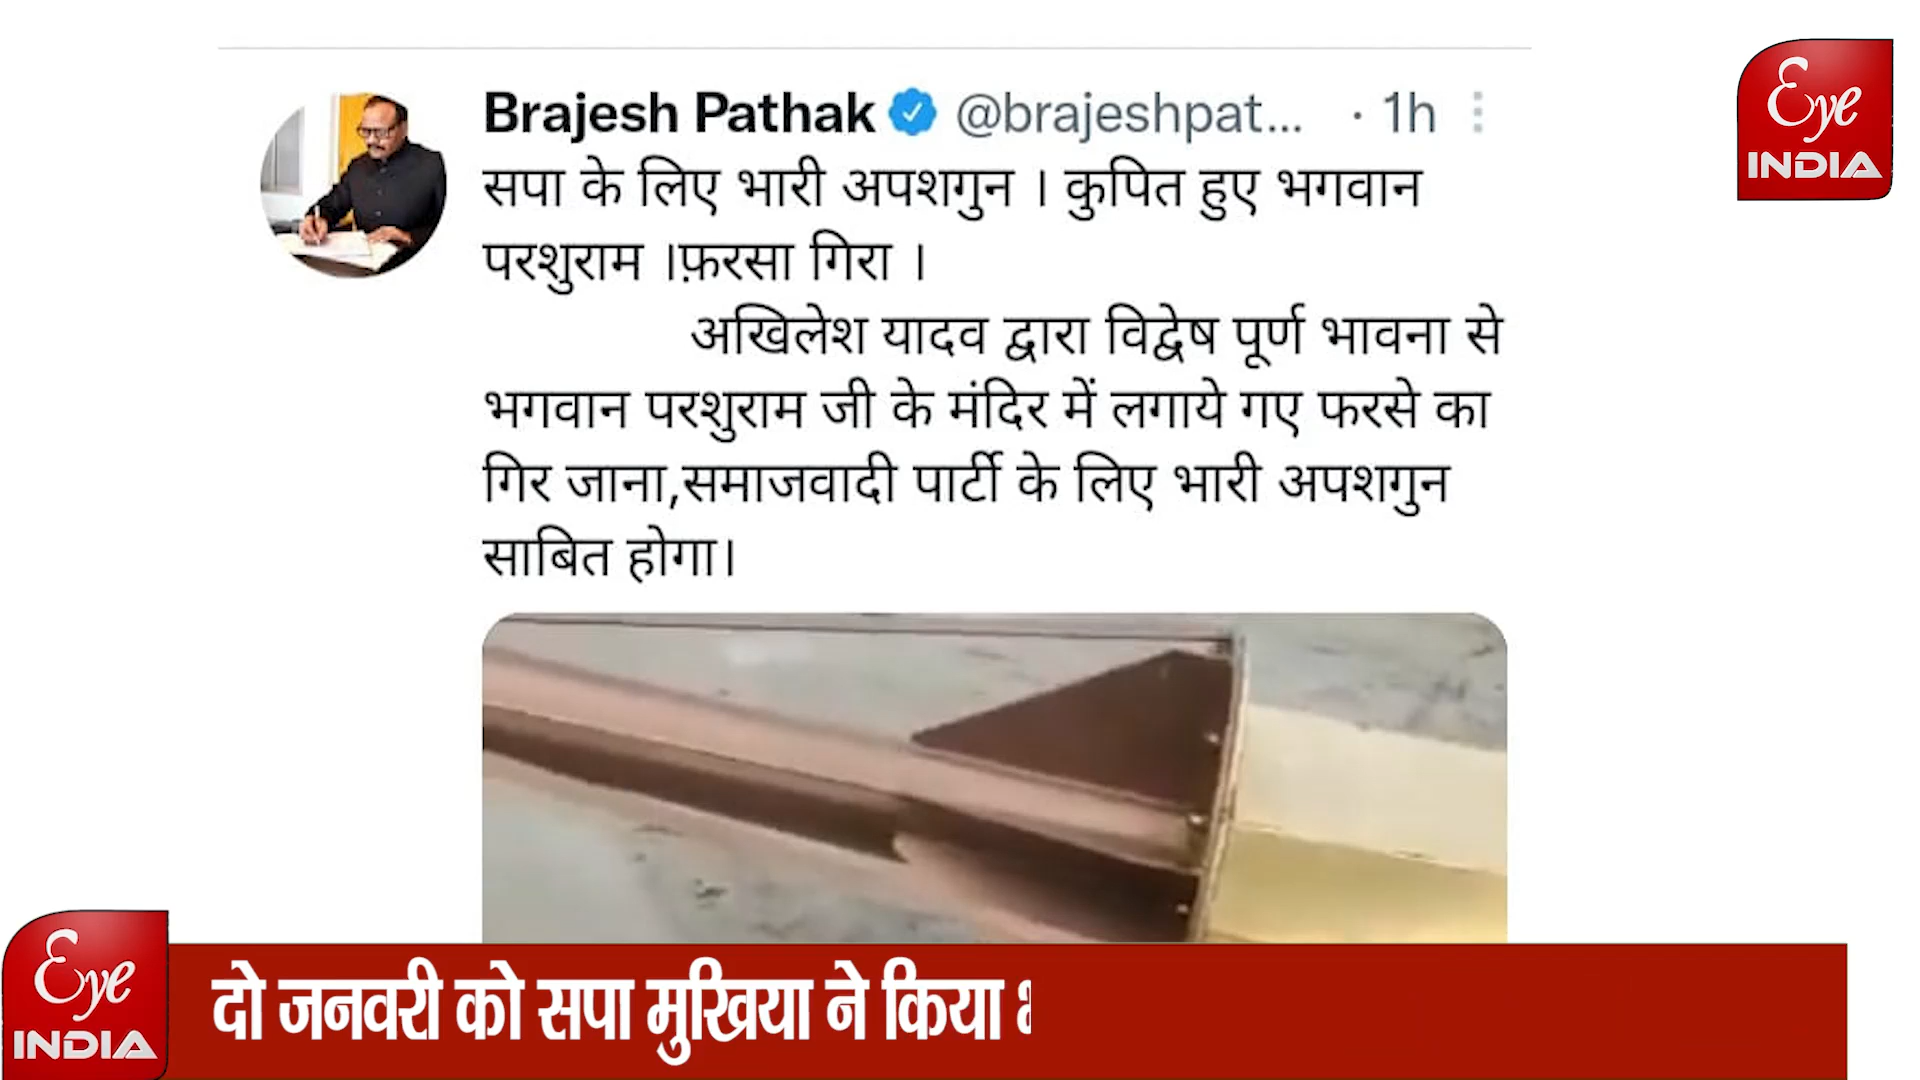 Brajesh Pathak @brajeshpat... · 1h
सपा के लिए भारी अपशगुन । कुपित हुए भगवान
परशुराम ।फ़रसा गिरा ।
अखिलेश यादव द्वारा विद्वेष पूर्ण भावना से
भगवान परशुराम जी के मंदिर में लगाये गए फरसे का
गिर जाना,समाजवादी पार्टी के लिए भारी अपशगुन
साबित होगा।
Eye
INDIA
Eye
INDIA
दो जनवरी को सपा मुखिया ने किया